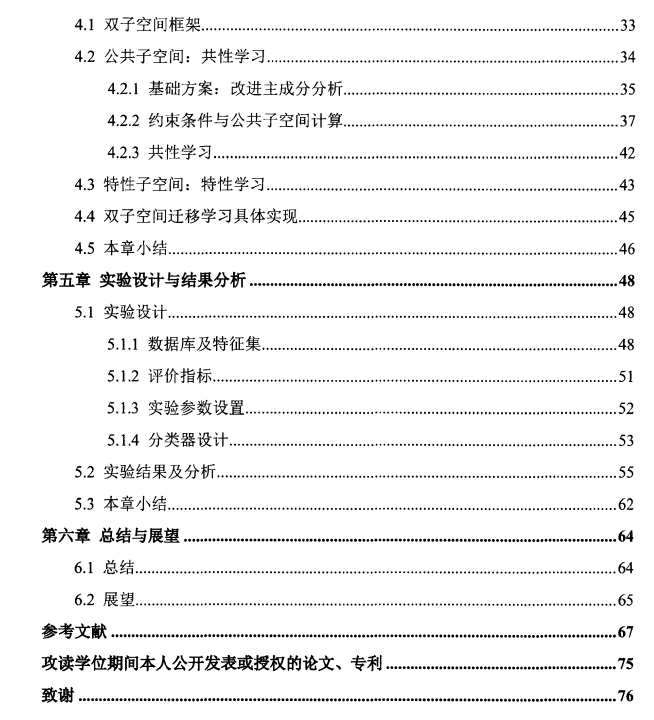 4.1 双子空间框架............33
4.2 公共子空间：共性学习............34
4.2.1 基础方案：改进主成分分析............35
4.2.2 约束条件与公共子空间计算............37
4.2.3 共性学习............42
4.3 特性子空间：特性学习............43
4.4 双子空间迁移学习具体实现............45
4.5 本章小结............46
第五章 实验设计与结果分析............48
5.1 实验设计............48
5.1.1 数据库及特征集............48
5.1.2 评价指标............51
5.1.3 实验参数设置............52
5.1.4 分类器设计............53
5.2 实验结果及分析............55
5.3 本章小结............62
第六章 总结与展望............64
6.1 总结............64
6.2 展望............65
参考文献............67
攻读学位期间本人公开发表或授权的论文、专利............75
致谢............76